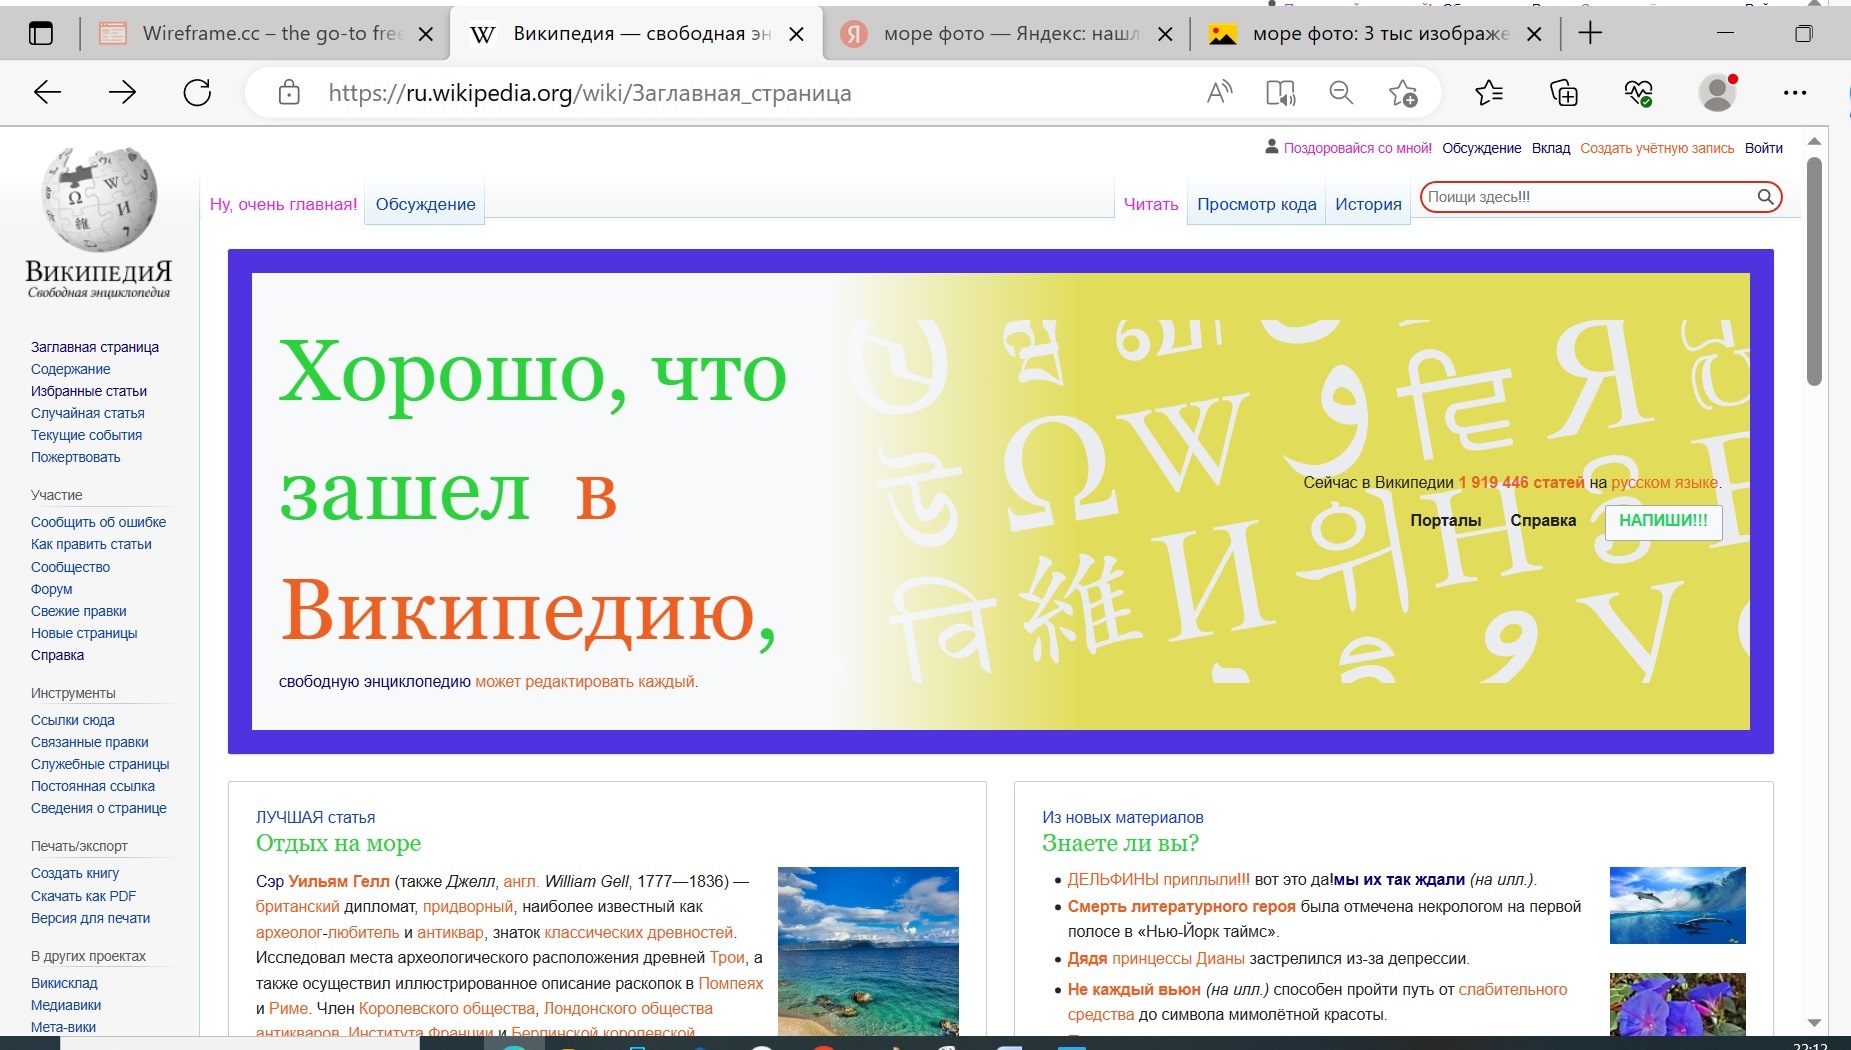 Wireframe.cc – the go-to free
Википедия — свободная эн
море фото — Яндекс: нашл
море фото: 3 тыс изображе
https://ru.wikipedia.org/wiki/Заглавная_страница
Поздоровайся со мной! Обсуждение Вклад Создать учётную запись Войти
Ну, очень главная! Обсуждение Читать Просмотр кода История Поищи здесь!!!
ВИКИПЕДИЯ
Свободная энциклопедия
Заглавная страница
Содержание
Избранные статьи
Случайная статья
Текущие события
Пожертвовать
Участие
Сообщить об ошибке
Как править статьи
Сообщество
Форум
Свежие правки
Новые страницы
Справка
Инструменты
Ссылки сюда
Связанные правки
Служебные страницы
Постоянная ссылка
Сведения о странице
Печать/экспорт
Создать книгу
Скачать как PDF
Версия для печати
В других проектах
Викисклад
Медиавики
Мета-вики
Хорошо, что
зашел в
Википедию,
свободную энциклопедию может редактировать каждый.
Сейчас в Википедии 1 919 446 статей на русском языке.
Порталы Справка НАПИШИ!!!
ЛУЧШАЯ статья
Отдых на море
Сэр Уильям Гелл (также Джелл, англ. William Gell, 1777—1836) —
британский дипломат, придворный, наиболее известный как
археолог-любитель и антиквар, знаток классических древностей.
Исследовал места археологического расположения древней Трои, а
также осуществил иллюстрированное описание раскопок в Помпеях
и Риме. Член Королевского общества, Лондонского общества
антикваров, Института Франции и Берлинской королевской
Из новых материалов
Знаете ли вы?
ДЕЛЬФИНЫ приплыли!!! вот это да!мы их так ждали (на илл.).
Смерть литературного героя была отмечена некрологом на первой
полосе в «Нью-Йорк таймс».
Дядя принцессы Дианы застрелился из-за депрессии.
Не каждый вьюн (на илл.) способен пройти путь от слабительного
средства до символа мимолётной красоты.